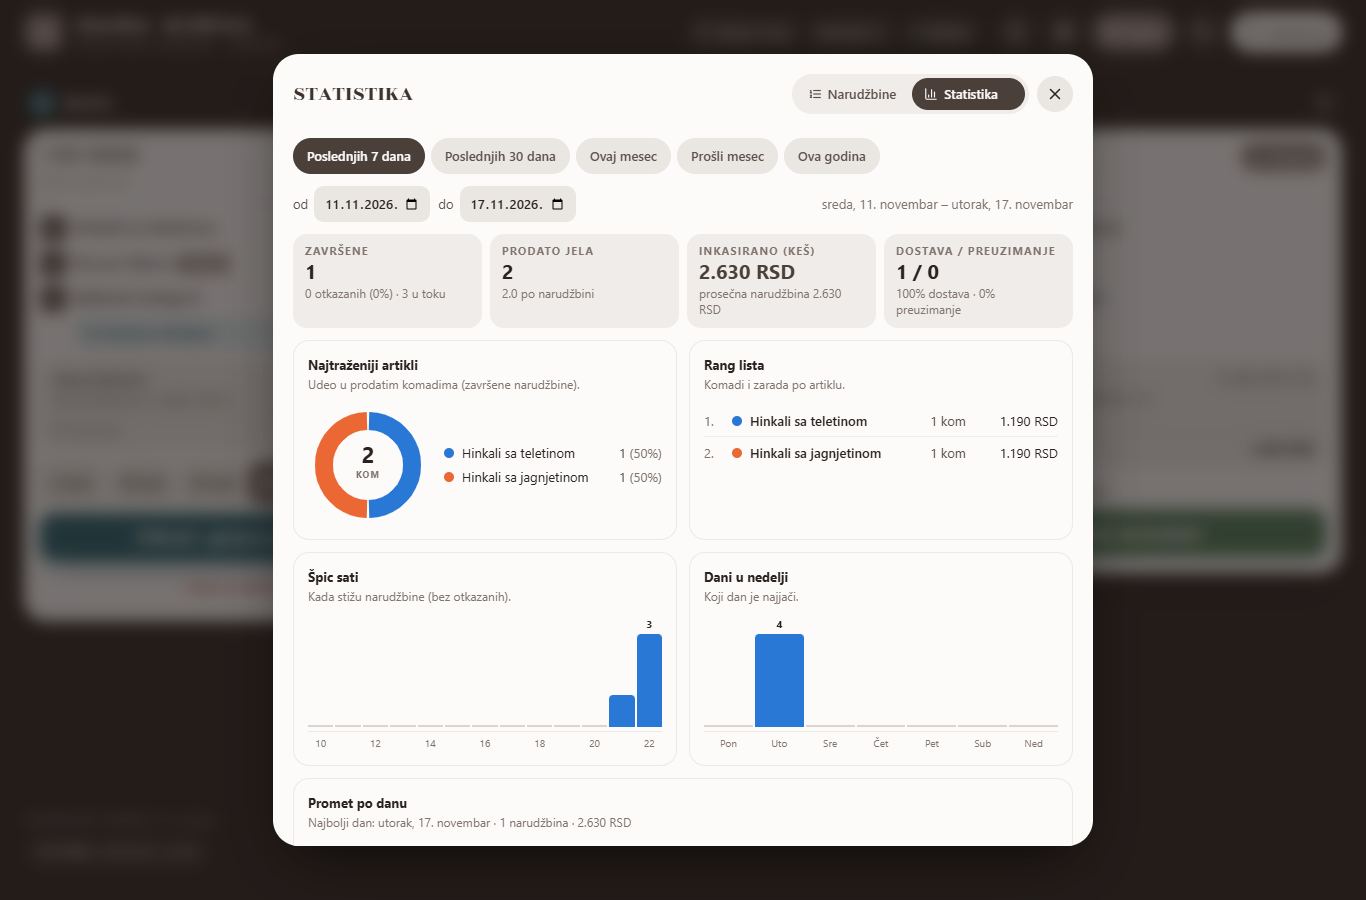 STATISTIKA
Narudžbine
Statistika
Poslednjih 7 dana
Poslednjih 30 dana
Ovaj mesec
Prošli mesec
Ova godina
od 11.11.2026. do 17.11.2026.
sreda, 11. novembar – utorak, 17. novembar
ZAVRŠENE
1
0 otkazanih (0%) · 3 u toku
PRODATO JELA
2
2.0 po narudžbini
INKASIRANO (KEŠ)
2.630 RSD
prosečna narudžbina 2.630
RSD
DOSTAVA / PREUZIMANJE
1 / 0
100% dostava · 0%
preuzimanje
Najtraženiji artikli
Udeo u prodatim komadima (završene narudžbine).
2
KOM
Hinkali sa teletinom 1 (50%)
Hinkali sa jagnjetinom 1 (50%)
Rang lista
Komadi i zarada po artiklu.
1. Hinkali sa teletinom 1 kom 1.190 RSD
2. Hinkali sa jagnjetinom 1 kom 1.190 RSD
Špic sati
Kada stižu narudžbine (bez otkazanih).
3
10 12 14 16 18 20 22
Dani u nedelji
Koji dan je najjači.
4
Pon Uto Sre Čet Pet Sub Ned
Promet po danu
Najbolji dan: utorak, 17. novembar · 1 narudžbina · 2.630 RSD